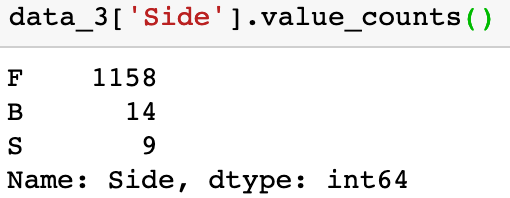 data_3['Side'].value_counts()
F 1158
B 14
S 9
Name: Side, dtype: int64